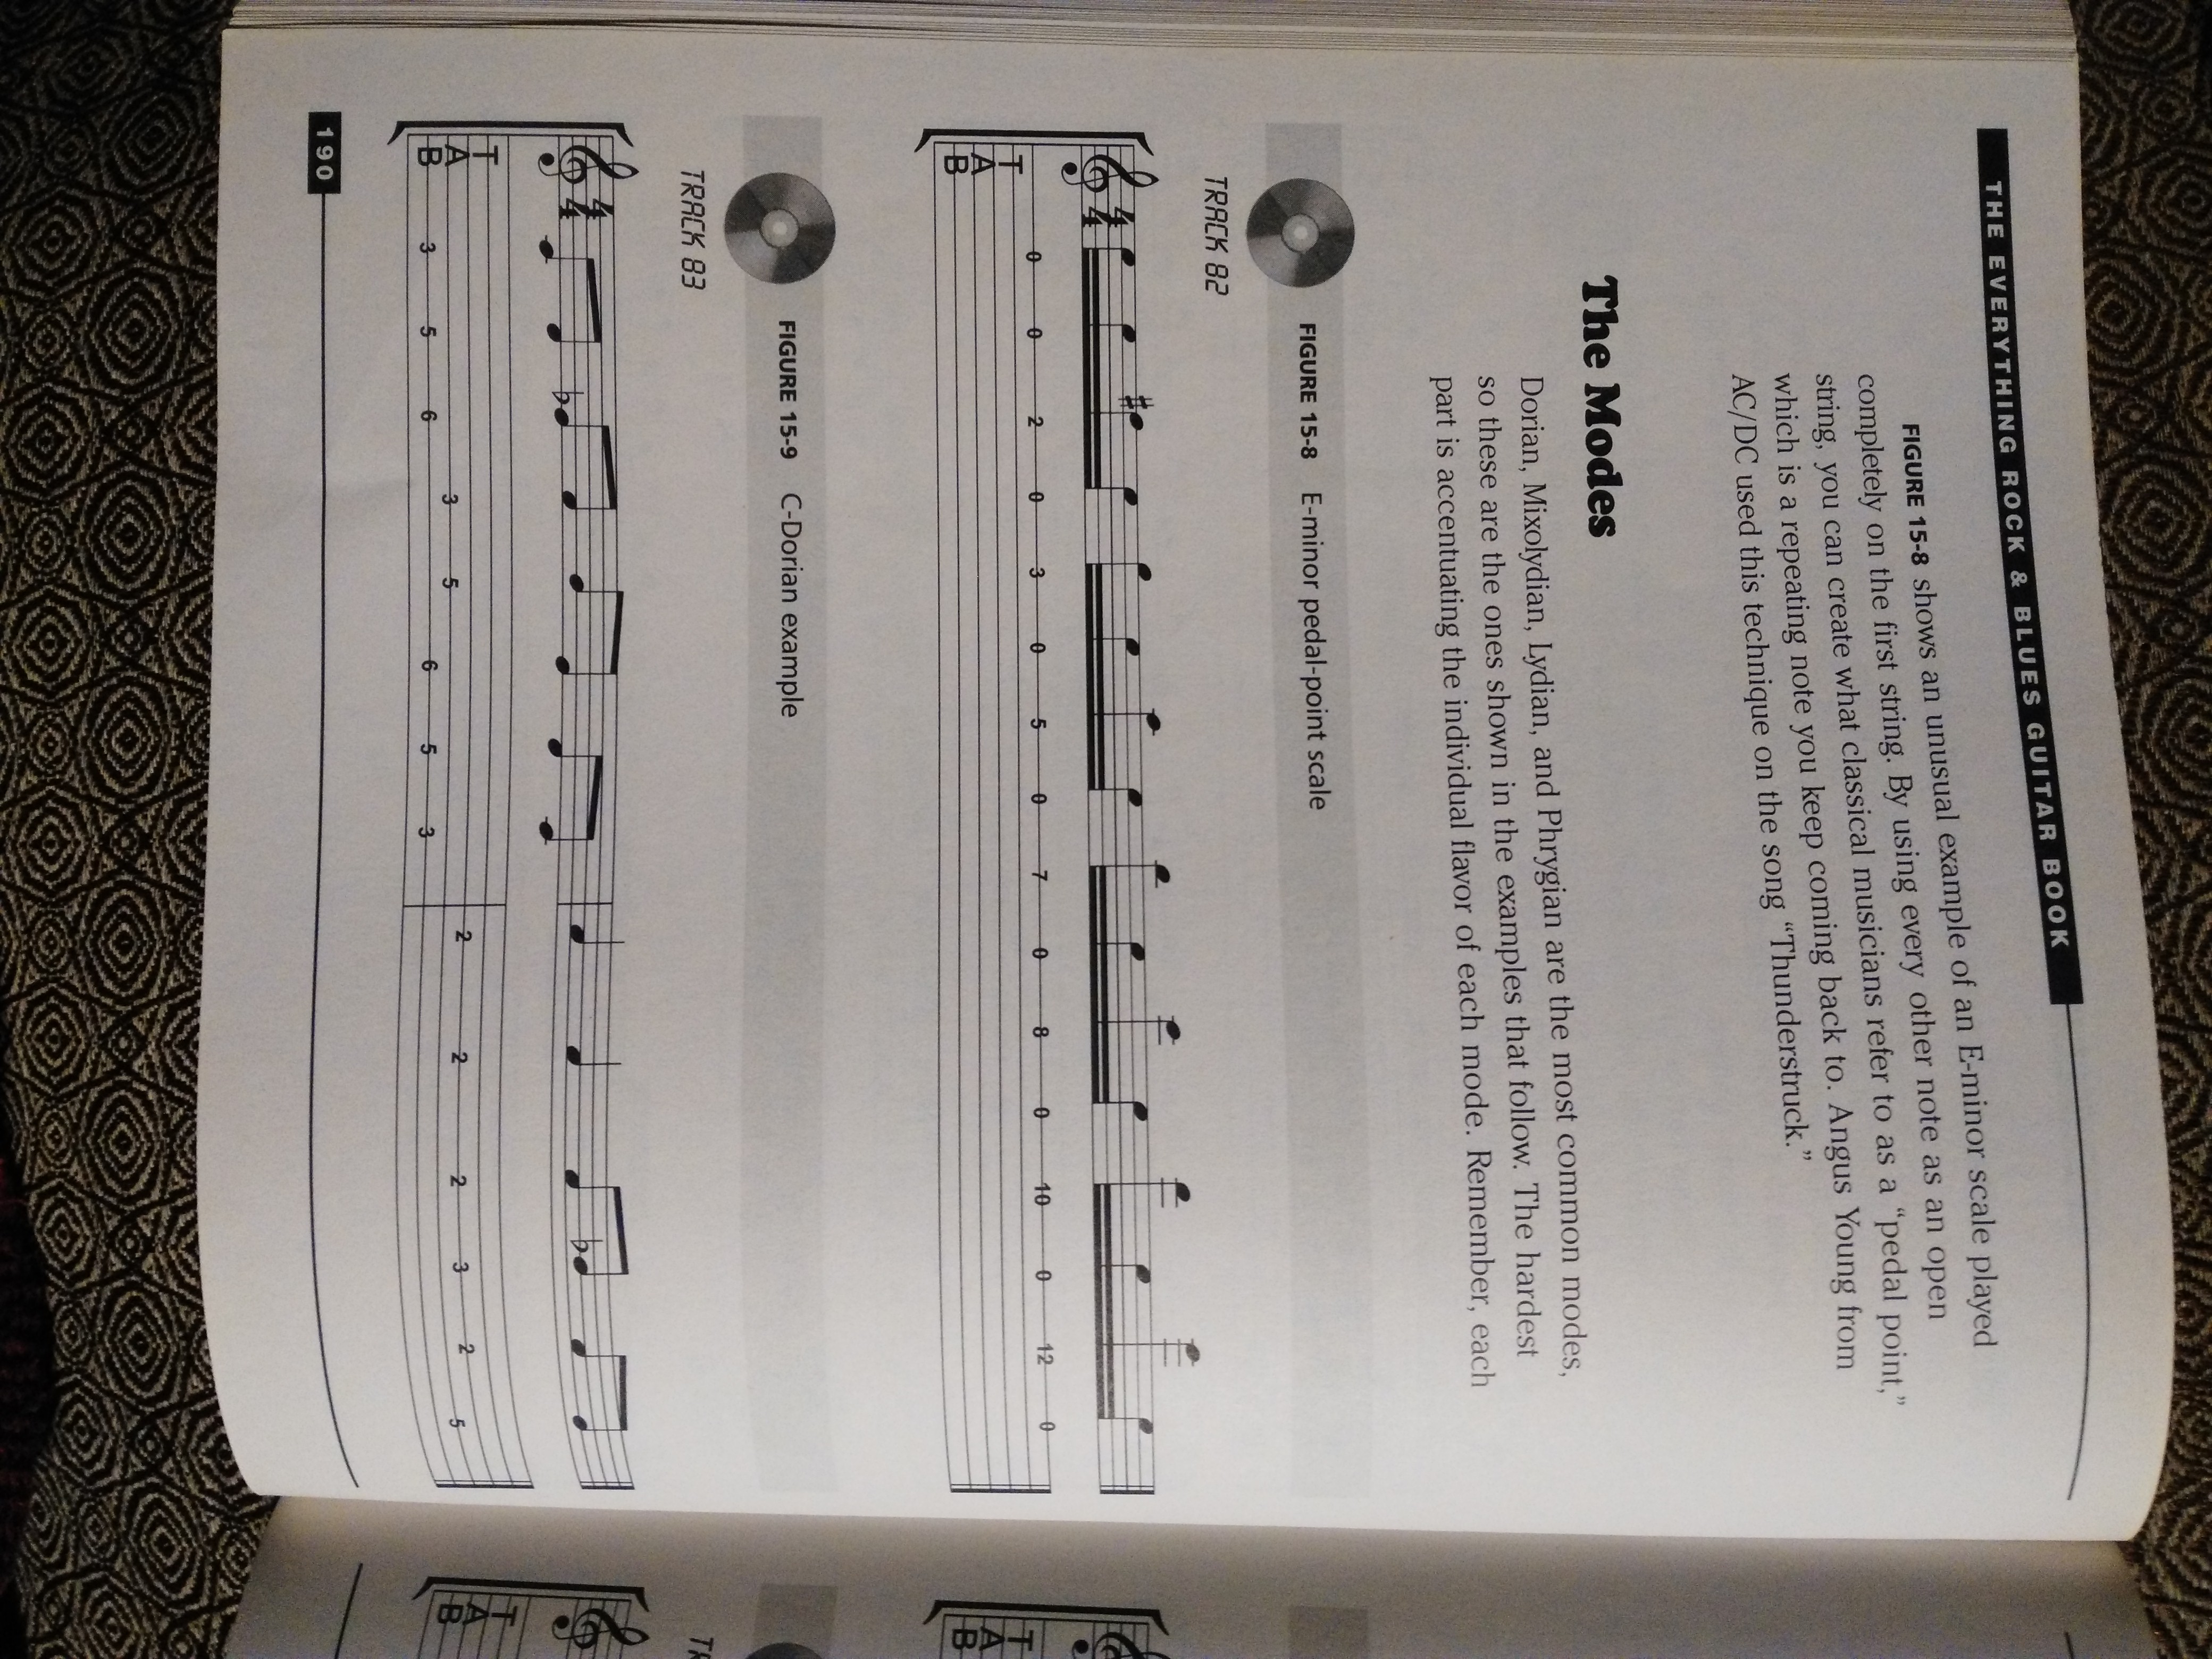 THE EVERYTHING ROCK & BLUES GUITAR BOOK
FIGURE 15-8 shows an unusual example of an E-minor scale played
completely on the first string. By using every other note as an open
string, you can create what classical musicians refer to as a “pedal point,”
which is a repeating note you keep coming back to. Angus Young from
AC/DC used this technique on the song “Thunderstruck.”
The Modes
Dorian, Mixolydian, Lydian, and Phrygian are the most common modes,
so these are the ones shown in the examples that follow. The hardest
part is accentuating the individual flavor of each mode. Remember, each
FIGURE 15-8 E-minor pedal-point scale
TRACK 82
4
4
T
A
B
0 0 2 0 3 0 5 0 7 0 8 0 10 0 12 0
FIGURE 15-9 C-Dorian example
TRACK 83
4
4
T
A
B
3 5 6 3 5 6 5 3 2 2 2 3 2 5
190
T
A
B
TR
T
A
B